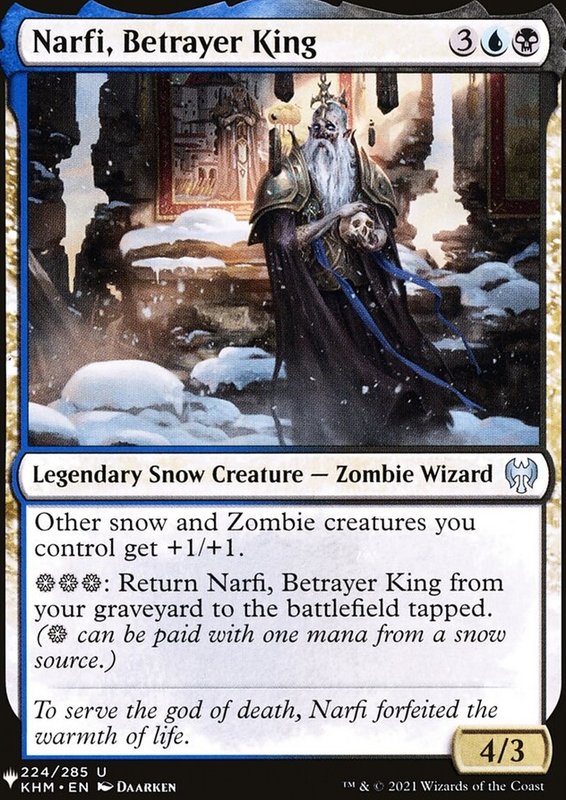 Narfi, Betrayer King 3
Legendary Snow Creature — Zombie Wizard
Other snow and Zombie creatures you
control get +1/+1.
: Return Narfi, Betrayer King from
your graveyard to the battlefield tapped.
( can be paid with one mana from a snow
source.)
To serve the god of death, Narfi forfeited the
warmth of life.
4/3
224/285 U
KHM • EN DAARKEN
™ & © 2021 Wizards of the Coast